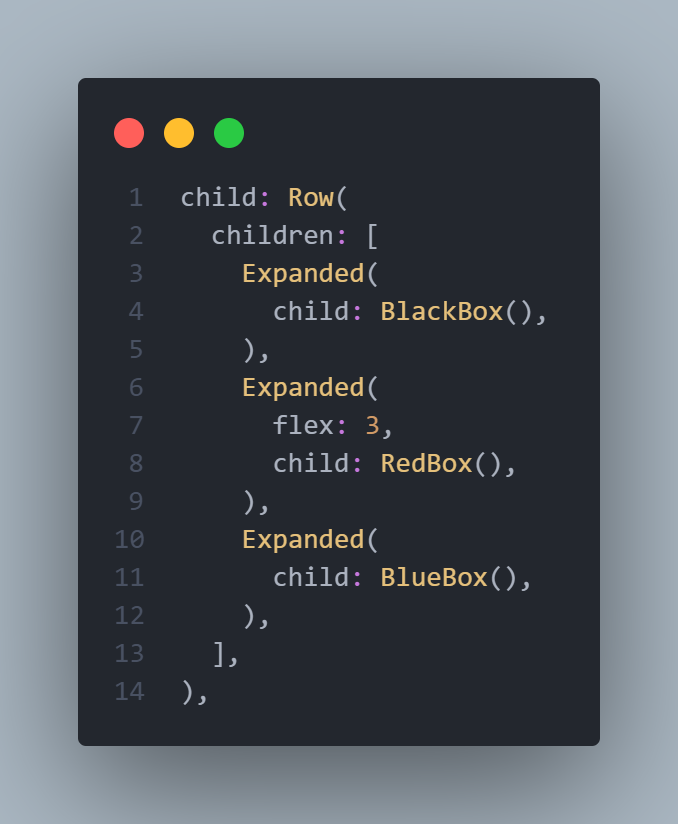 1 child: Row(
2   children: [
3     Expanded(
4       child: BlackBox(),
5     ),
6     Expanded(
7       flex: 3,
8       child: RedBox(),
9     ),
10     Expanded(
11       child: BlueBox(),
12     ),
13   ],
14 ),